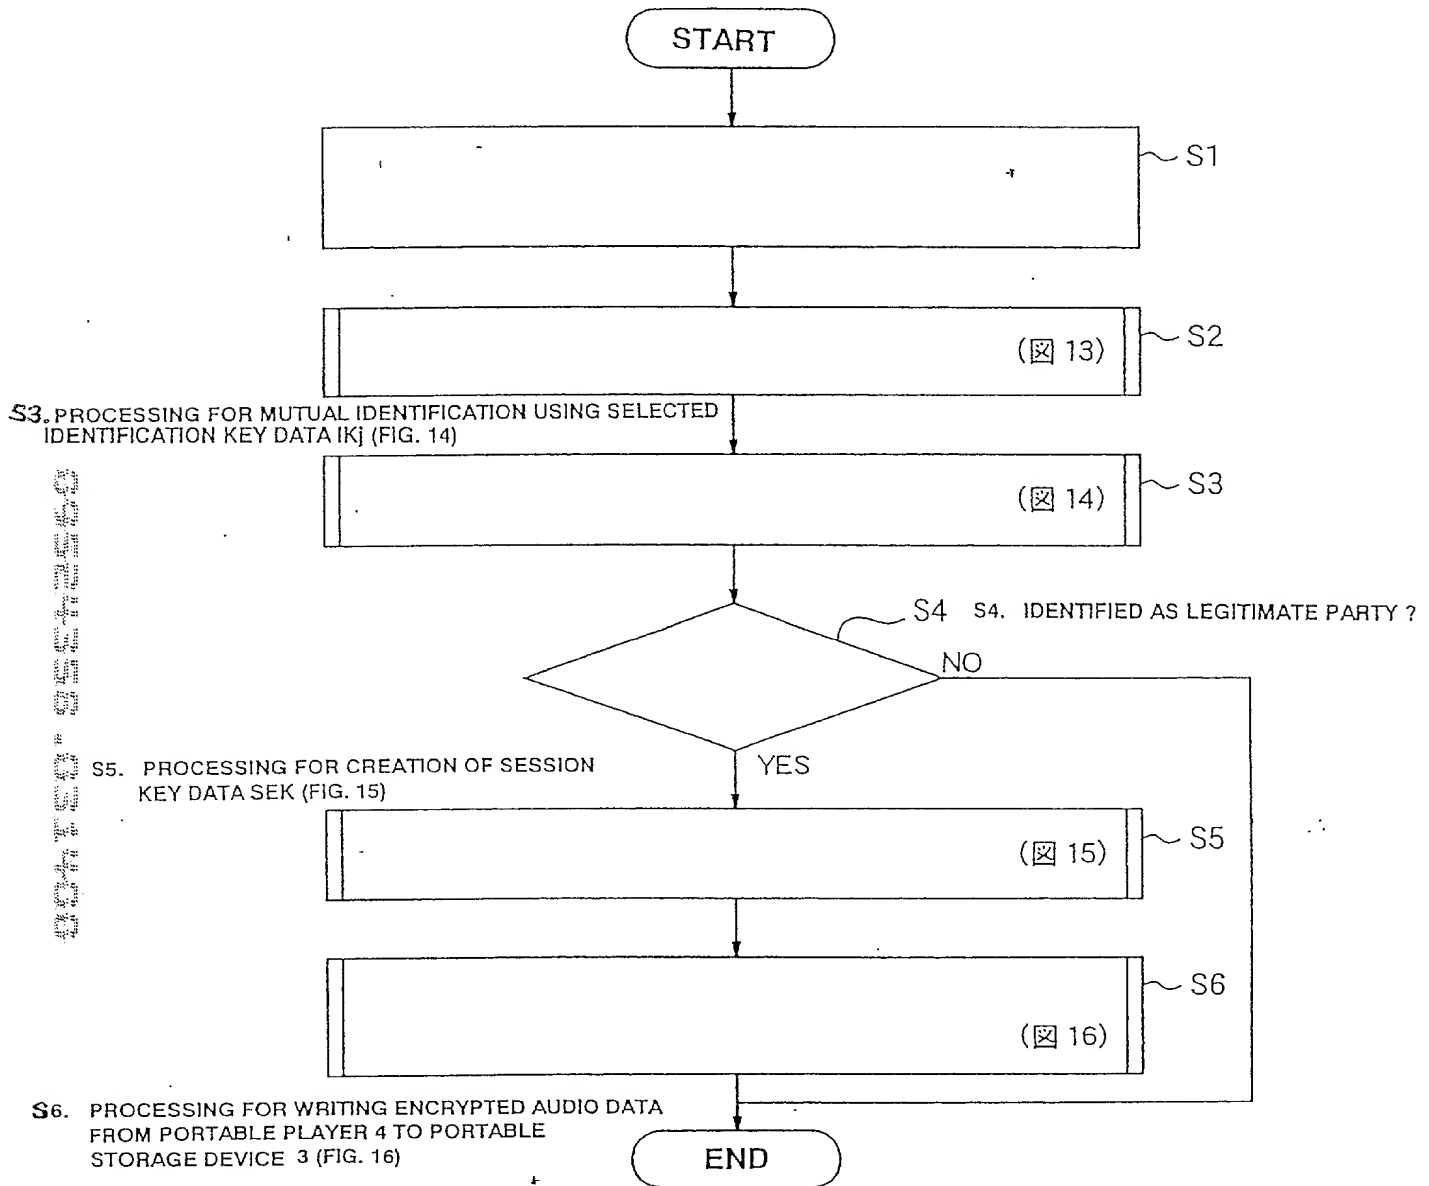 START
S1
S2
(図 13)
S3. PROCESSING FOR MUTUAL IDENTIFICATION USING SELECTED
IDENTIFICATION KEY DATA IKj (FIG. 14)
S3
(図 14)
S4
S4. IDENTIFIED AS LEGITIMATE PARTY ?
NO
YES
S5. PROCESSING FOR CREATION OF SESSION
KEY DATA SEK (FIG. 15)
S5
(図 15)
S6
(図 16)
S6. PROCESSING FOR WRITING ENCRYPTED AUDIO DATA
FROM PORTABLE PLAYER 4 TO PORTABLE
STORAGE DEVICE 3 (FIG. 16)
END